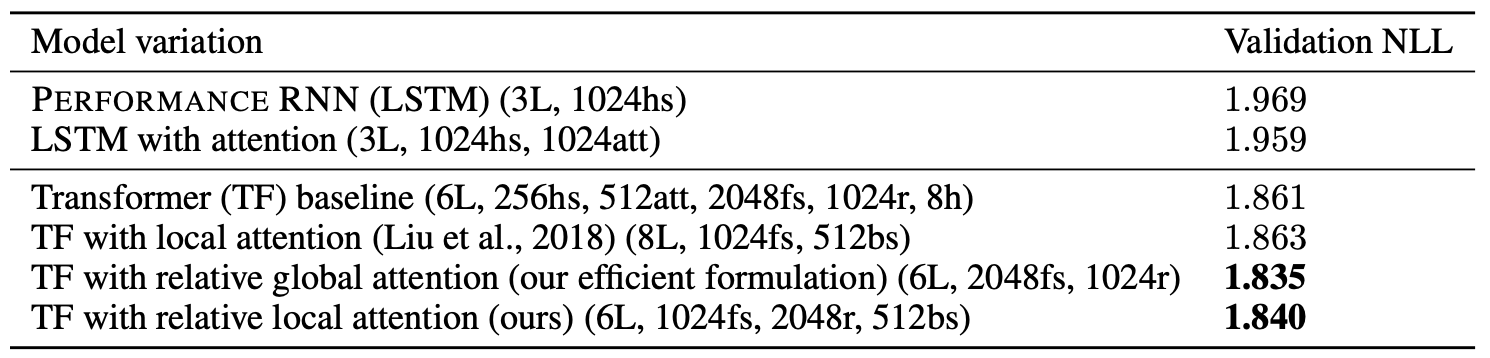 Model variation Validation NLL
PERFORMANCE RNN (LSTM) (3L, 1024hs) 1.969
LSTM with attention (3L, 1024hs, 1024att) 1.959
Transformer (TF) baseline (6L, 256hs, 512att, 2048fs, 1024r, 8h) 1.861
TF with local attention (Liu et al., 2018) (8L, 1024fs, 512bs) 1.863
TF with relative global attention (our efficient formulation) (6L, 2048fs, 1024r) 1.835
TF with relative local attention (ours) (6L, 1024fs, 2048r, 512bs) 1.840